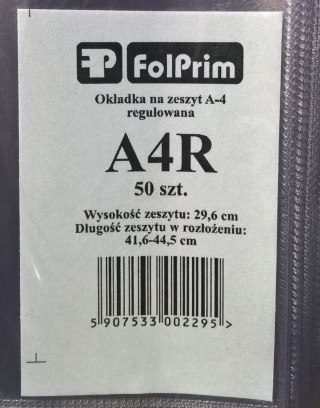 FP FolPrim
Okładka na zeszyt A-4
regulowana
A4R
50 szt.
Wysokość zeszytu: 29,6 cm
Długość zeszytu w rozłożeniu:
41,6-44,5 cm
5 907533 002295 >